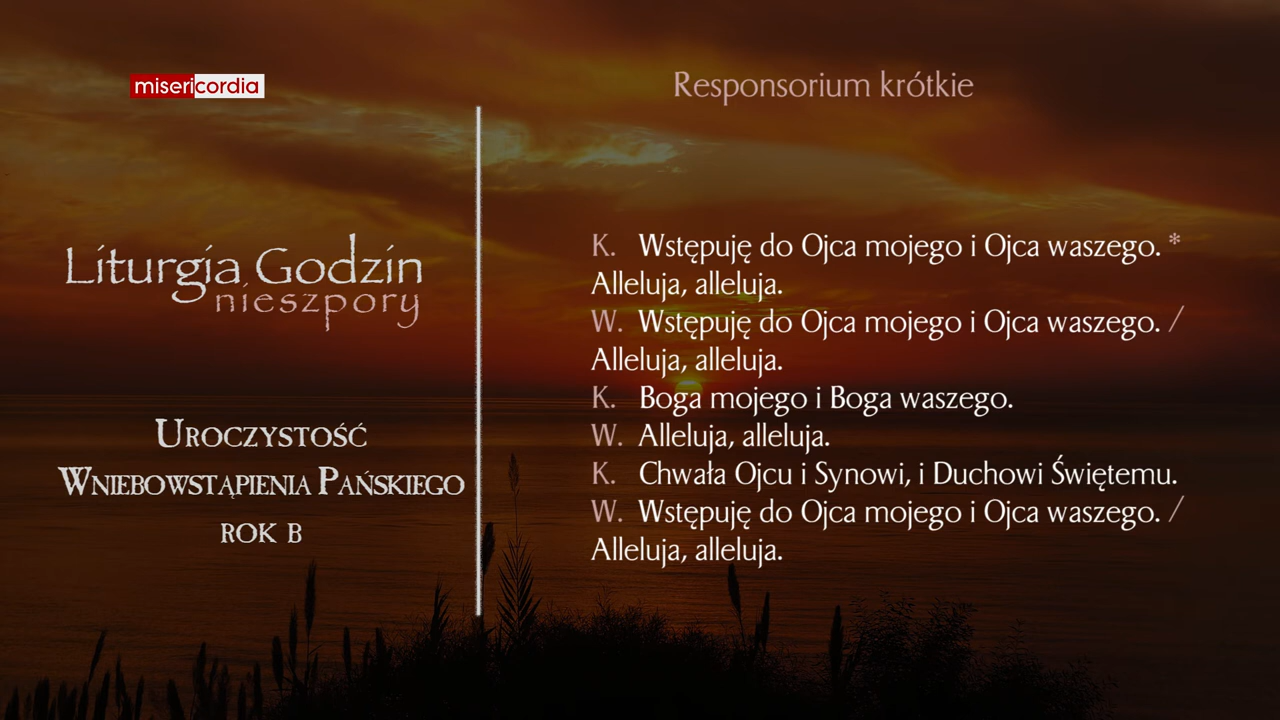 misericordia
Liturgia Godzin
nieszpory
Uroczystość
Wniebowstąpienia Pańskiego
rok B
Responsorium krótkie
K. Wstępuję do Ojca mojego i Ojca waszego. *
Alleluja, alleluja.
W. Wstępuję do Ojca mojego i Ojca waszego. /
Alleluja, alleluja.
K. Boga mojego i Boga waszego.
W. Alleluja, alleluja.
K. Chwała Ojcu i Synowi, i Duchowi Świętemu.
W. Wstępuję do Ojca mojego i Ojca waszego. /
Alleluja, alleluja.